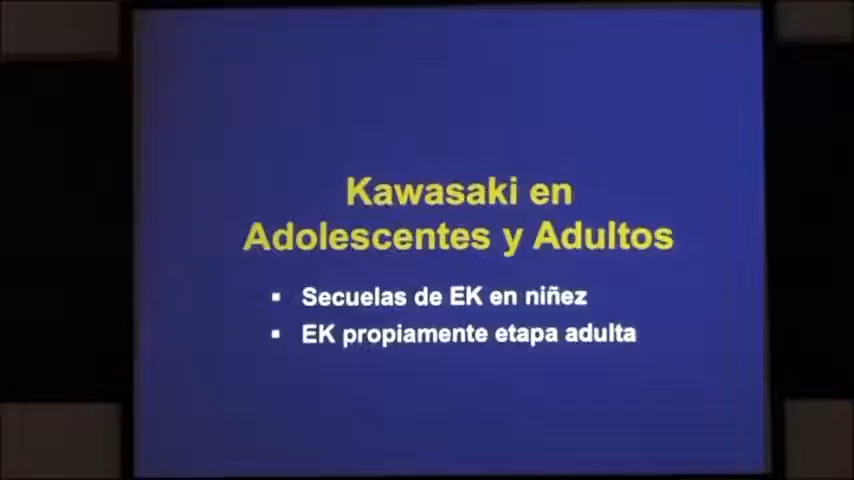 Kawasaki en
Adolescentes y Adultos
▪ Secuelas de EK en niñez
▪ EK propiamente etapa adulta